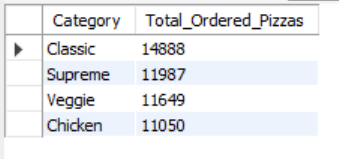 Category Total_Ordered_Pizzas
Classic 14888
Supreme 11987
Veggie 11649
Chicken 11050